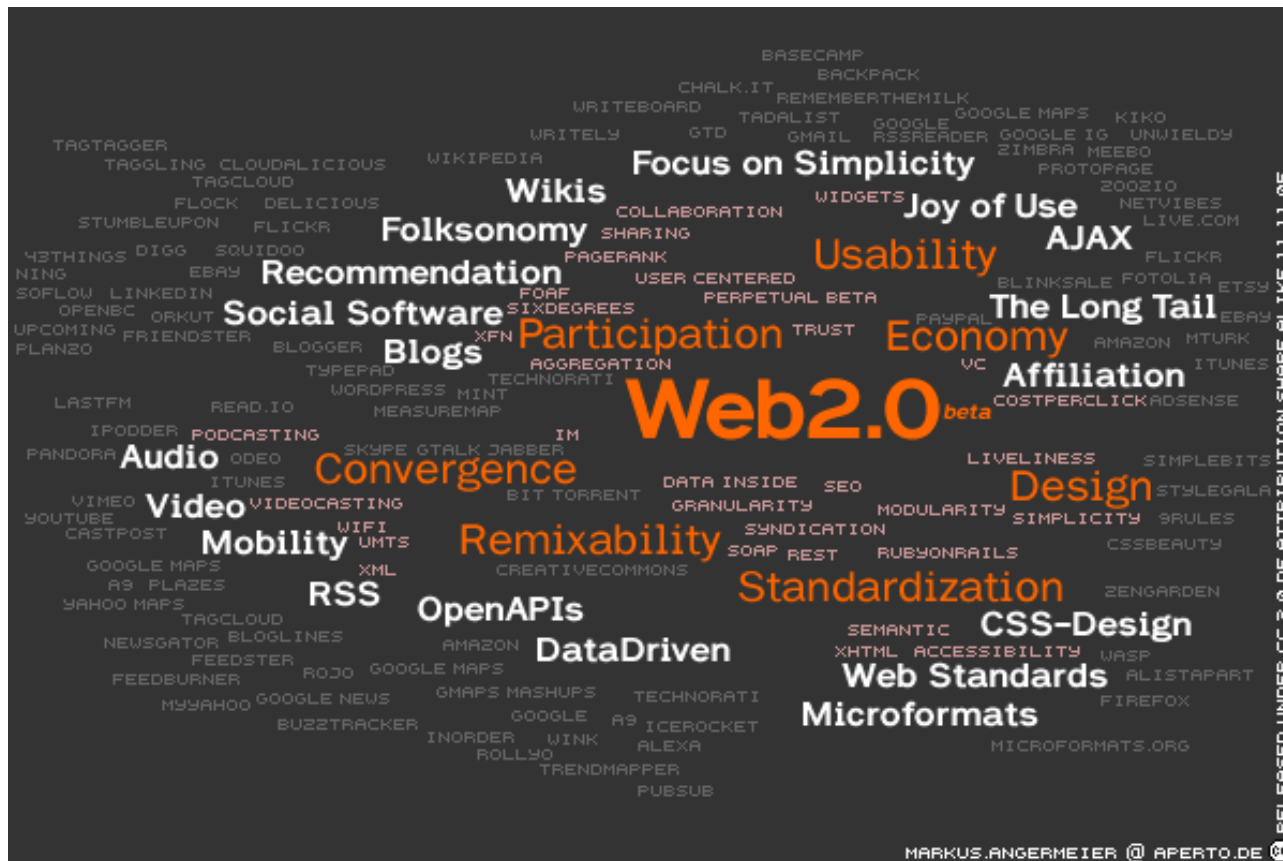 BASECAMP
BACKPACK
CHALK.IT
REMEMBERTHEMILK
WRITEBOARD
TADALIST GOOGLE GOOGLE MAPS KIKO
WRITELY GTD GMAIL RSSREADER GOOGLE IG UNWIELDY
TAGTAGGER ZIMBRA MEEBO
TAGGLING CLOUDALICIOUS WIKIPEDIA Focus on Simplicity PROTOPAGE
TAGCLOUD Wikis WIDGETS ZOOZIO
FLOCK DELICIOUS COLLABORATION Joy of Use NETVIBES
STUMBLEUPON FLICKR Folksonomy SHARING AJAX LIVE.COM
43THINGS DIGG SQUIDOO PAGERANK Usability FLICKR
NING EBAY Recommendation USER CENTERED BLINKSALE FOTOLIA ETSY
SOFLOW LINKEDIN FOAF PERPETUAL BETA
OPENBC ORKUT Social Software SIXDEGREES PAYPAL The Long Tail EBAY
UPCOMING FRIENDSTER XFN Participation TRUST Economy AMAZON MTURK
PLANZO BLOGGER Blogs AGGREGATION VC ITUNES
TYPEPAD TECHNORATI Affiliation
WORDPRESS MINT
LASTFM READ.IO MEASUREMAP Web2.0 beta COSTPERCLICK ADSENSE
IPODDER PODCASTING IM
PANDORA Audio ODEO SKYPE GTALK JABBER LIVELINESS SIMPLEBITS
ITUNES Convergence DATA INSIDE SEO Design STYLEGALA
VIMEO Video VIDEOCASTING BIT TORRENT GRANULARITY MODULARITY
YOUTUBE WIFI SYNDICATION SIMPLICITY 9RULES
CASTPOST Mobility UMTS Remixability SOAP REST RUBYONRAILS CSSBEAUTY
GOOGLE MAPS XML CREATIVECOMMONS
A9 PLAZES RSS Standardization ZENGARDEN
YAHOO MAPS OpenAPIs
TAGCLOUD SEMANTIC CSS-Design
NEWSGATOR BLOGLINES AMAZON DataDriven XHTML ACCESSIBILITY WASP
FEEDSTER ROJO GOOGLE MAPS Web Standards ALISTAPART
FEEDBURNER
MYYAHOO GOOGLE NEWS GMAPS MASHUPS TECHNORATI FIREFOX
BUZZTRACKER GOOGLE A9 ICEROCKET Microformats
INORDER WINK ALEXA MICROFORMATS.ORG
ROLLYO
TRENDMAPPER
PUBSUB
MARKUS.ANGERMEIER @ APERTO.DE